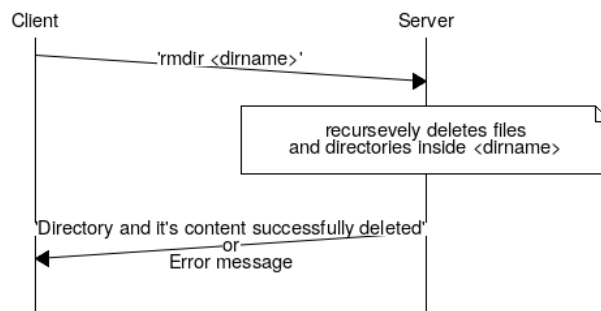 Client
Server
'rmdir <dirname>'
recursevely deletes files
and directories inside <dirname>
'Directory and it's content successfully deleted'
or
Error message